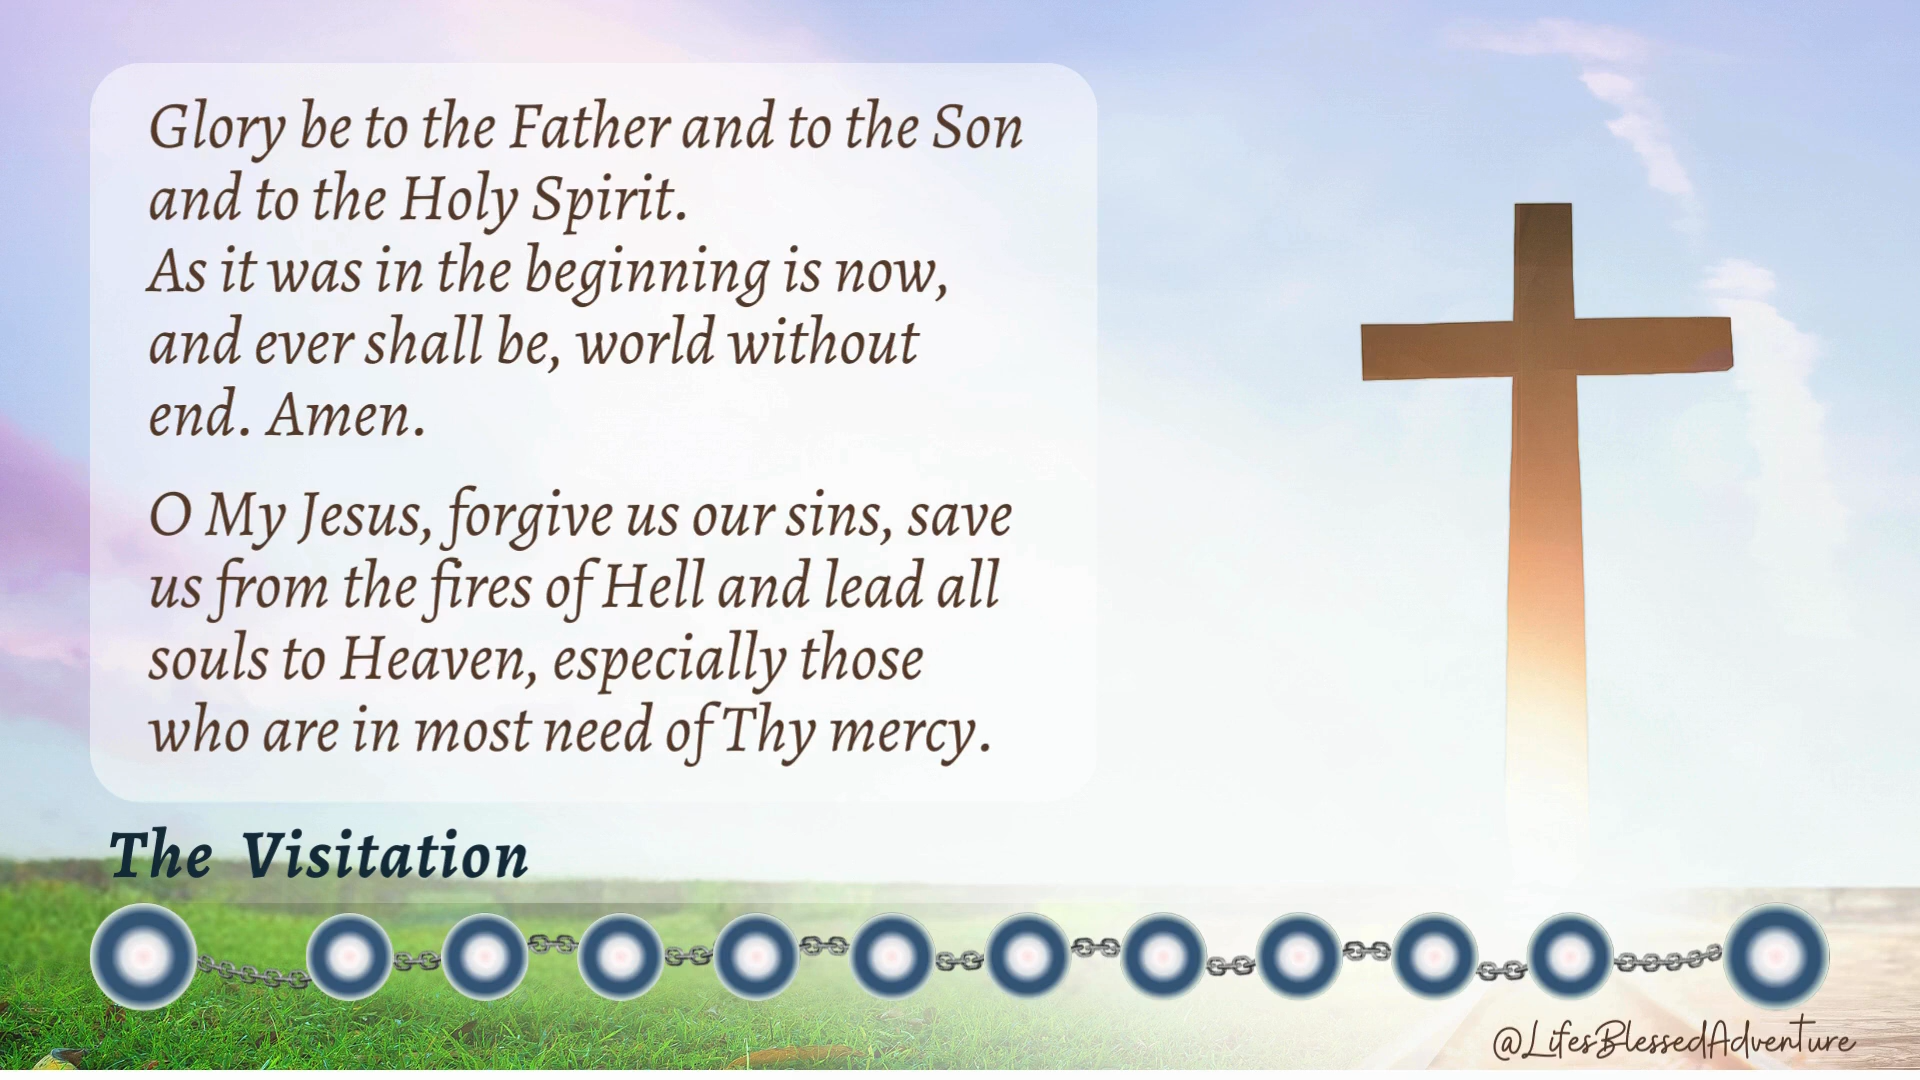 Glory be to the Father and to the Son
and to the Holy Spirit.
As it was in the beginning is now,
and ever shall be, world without
end. Amen.
O My Jesus, forgive us our sins, save
us from the fires of Hell and lead all
souls to Heaven, especially those
who are in most need of Thy mercy.
The Visitation
@LifesBlessedAdventure